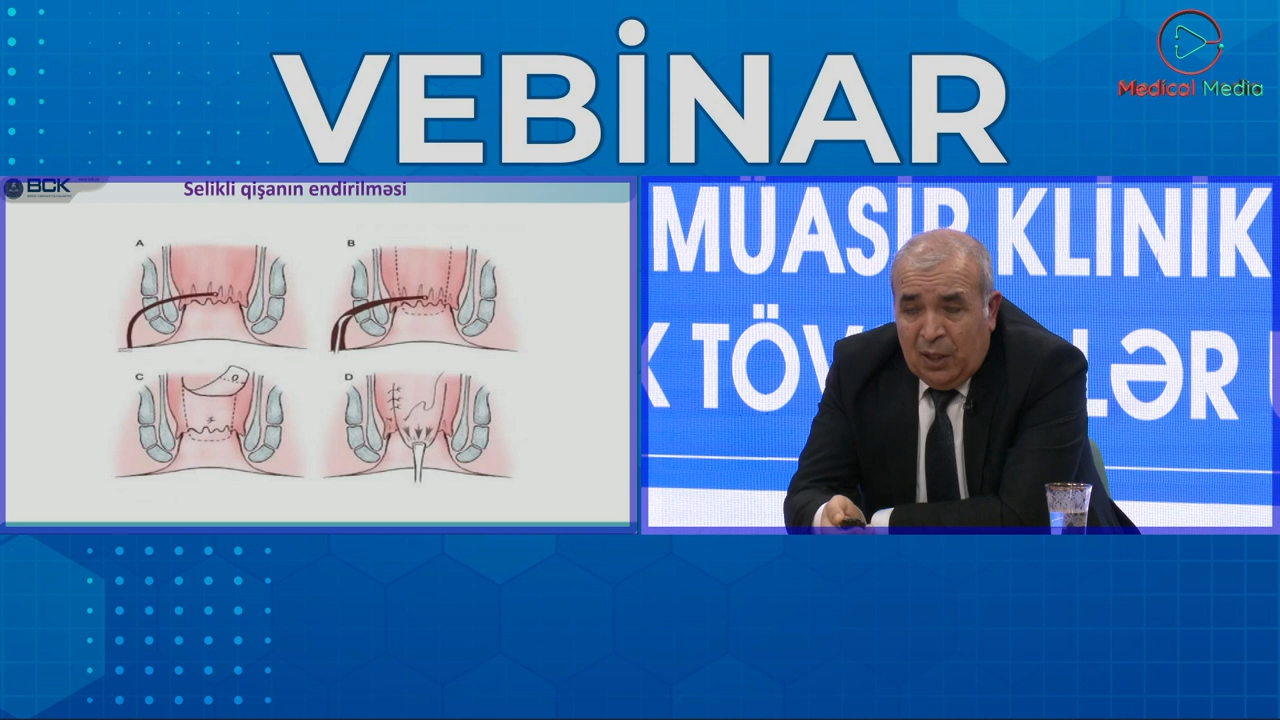 VEBİNAR
Medical Media
BCK
Selikli qişanın endirilməsi
A
B
C
D
MÜASİR KLİNİK
K TÖV LƏR